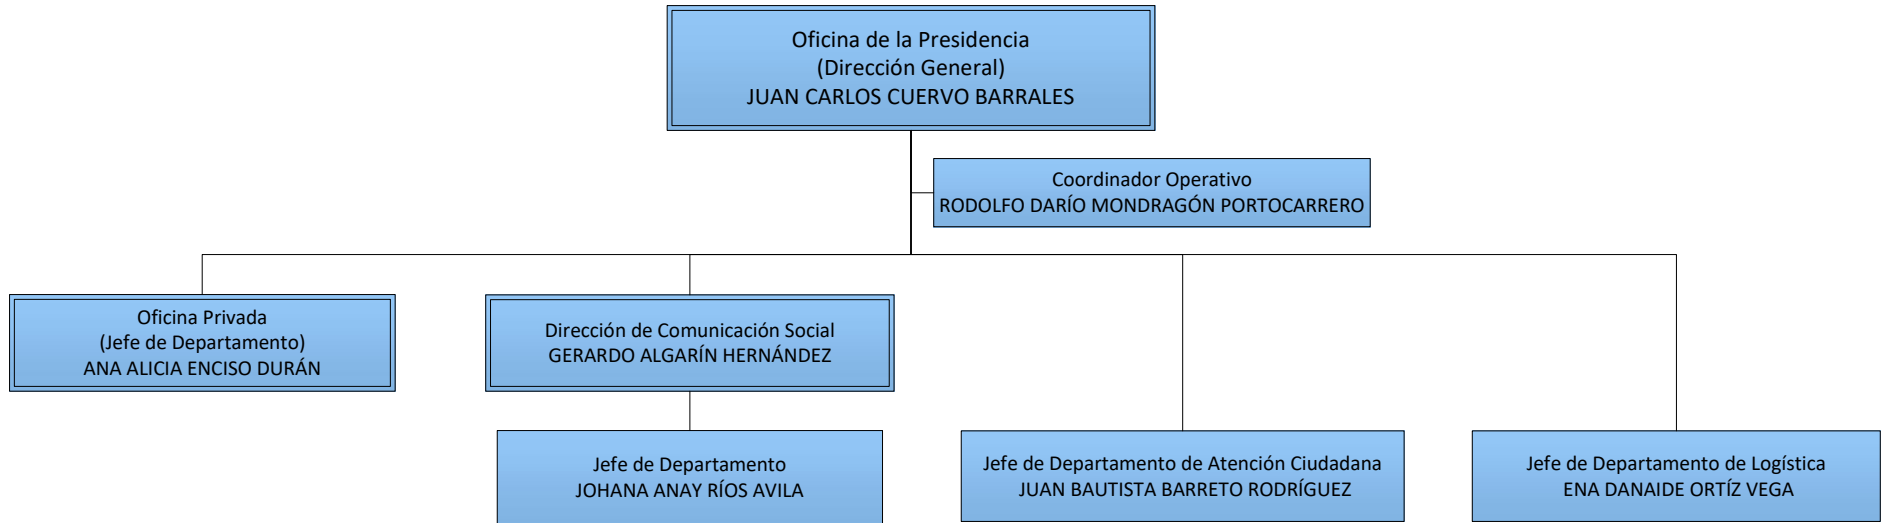 Oficina de la Presidencia
(Dirección General)
JUAN CARLOS CUERVO BARRALES
Coordinador Operativo
RODOLFO DARÍO MONDRAGÓN PORTOCARRERO
Oficina Privada
(Jefe de Departamento)
ANA ALICIA ENCISO DURÁN
Dirección de Comunicación Social
GERARDO ALGARÍN HERNÁNDEZ
Jefe de Departamento
JOHANA ANAY RÍOS AVILA
Jefe de Departamento de Atención Ciudadana
JUAN BAUTISTA BARRETO RODRÍGUEZ
Jefe de Departamento de Logística
ENA DANAIDE ORTÍZ VEGA